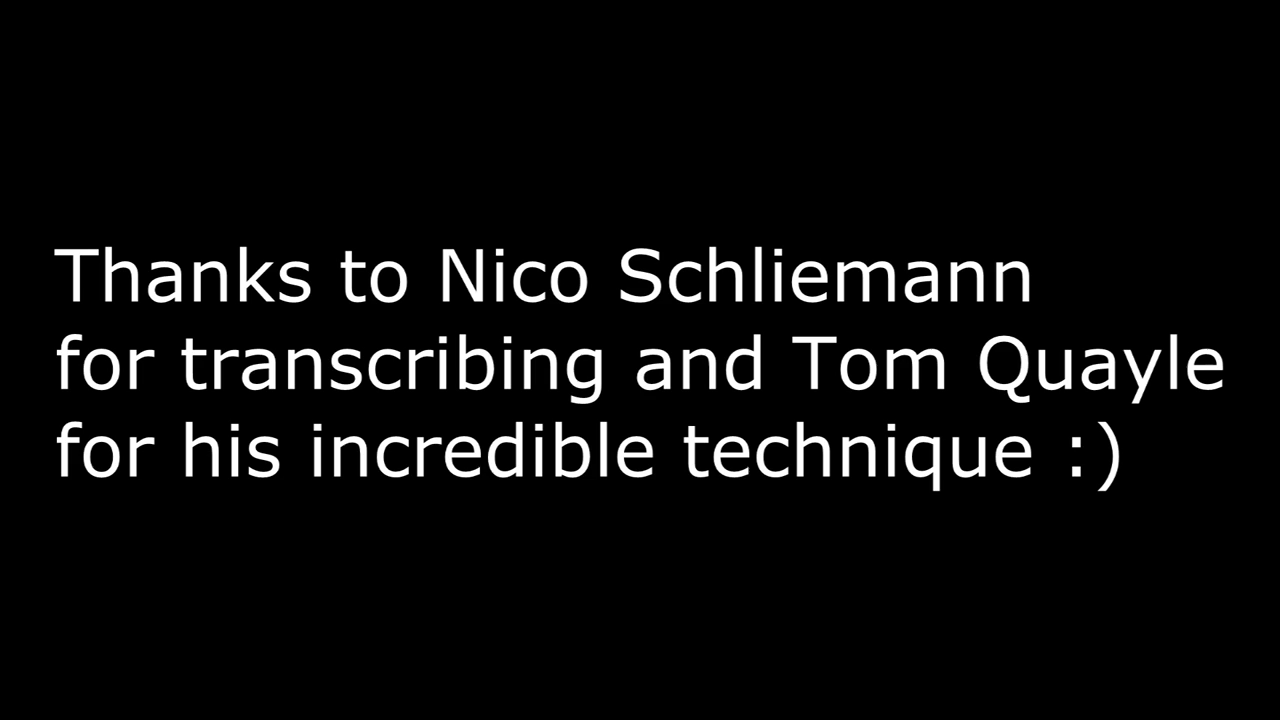 Thanks to Nico Schliemann
for transcribing and Tom Quayle
for his incredible technique :)